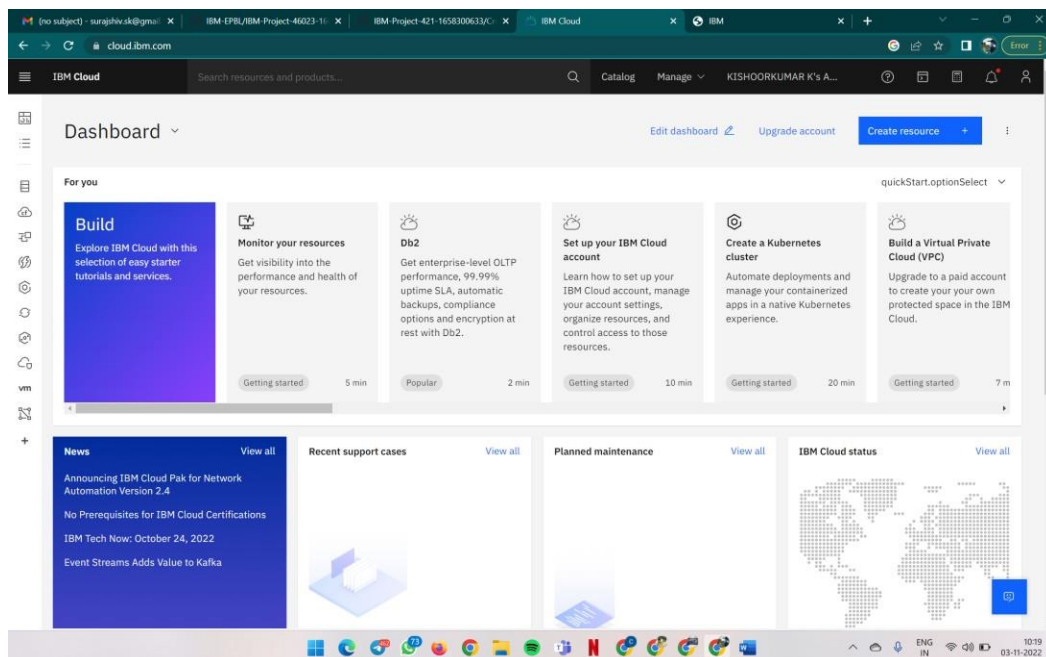 (no subject) - surajshiv.sk@gmail
IBM-EPBL/IBM-Project-46023-16
IBM-Project-421-1658300633/C
IBM Cloud
IBM
cloud.ibm.com
Error
IBM Cloud
Search resources and products...
Catalog
Manage
KISHOORKUMAR K's A...
Dashboard
Edit dashboard
Upgrade account
Create resource +
For you
quickStart.optionSelect
Build
Explore IBM Cloud with this
selection of easy starter
tutorials and services.
Monitor your resources
Get visibility into the
performance and health of
your resources.
Getting started
5 min
Db2
Get enterprise-level OLTP
performance, 99.99%
uptime SLA, automatic
backups, compliance
options and encryption at
rest with Db2.
Popular
2 min
Set up your IBM Cloud
account
Learn how to set up your
IBM Cloud account, manage
your account settings,
organize resources, and
control access to those
resources.
Getting started
10 min
Create a Kubernetes
cluster
Automate deployments and
manage your containerized
apps in a native Kubernetes
experience.
Getting started
20 min
Build a Virtual Private
Cloud (VPC)
Upgrade to a paid account
to create your your own
protected space in the IBM
Cloud.
Getting started
7 m
vm
News
View all
Announcing IBM Cloud Pak for Network
Automation Version 2.4
No Prerequisites for IBM Cloud Certifications
IBM Tech Now: October 24, 2022
Event Streams Adds Value to Kafka
Recent support cases
View all
Planned maintenance
View all
IBM Cloud status
View all
73
ENG
IN
10:19
03-11-2022